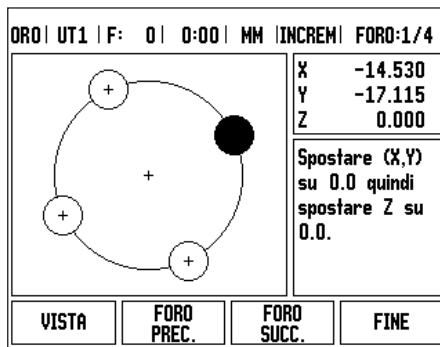 0RO| UT1 | F: 0| 0:00| MM |INCREM| FORO:1/4
X -14.530
Y -17.115
Z 0.000
Spostare (X,Y)
su 0.0 quindi
spostare Z su
0.0.
VISTA
FORO
PREC.
FORO
SUCC.
FINE